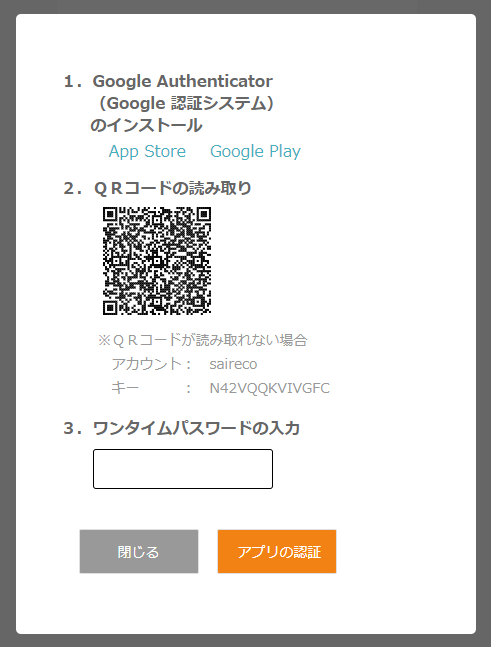 １．Google Authenticator
（Google 認証システム）
のインストール
App Store Google Play
２．ＱＲコードの読み取り
※ＱＲコードが読み取れない場合
アカウント： saireco
キー ： N42VQQKVIVGFC
３．ワンタイムパスワードの入力
閉じる アプリの認証